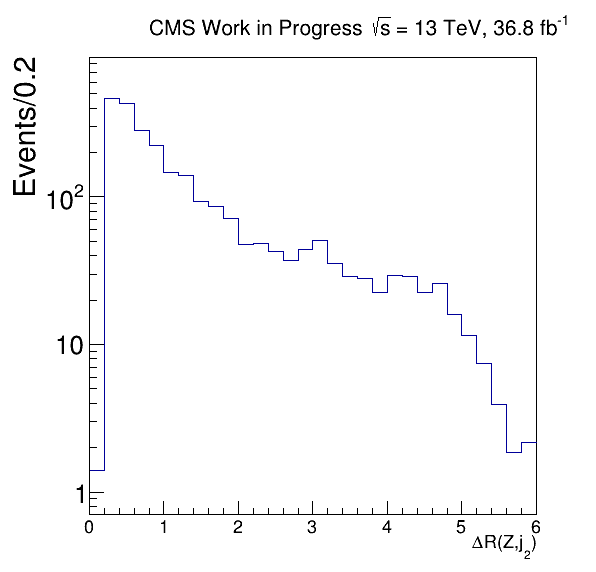 CMS Work in Progress √s = 13 TeV, 36.8 fb⁻¹
Events/0.2
10²
10
1
0 1 2 3 4 5 6
ΔR(Z,j₂)